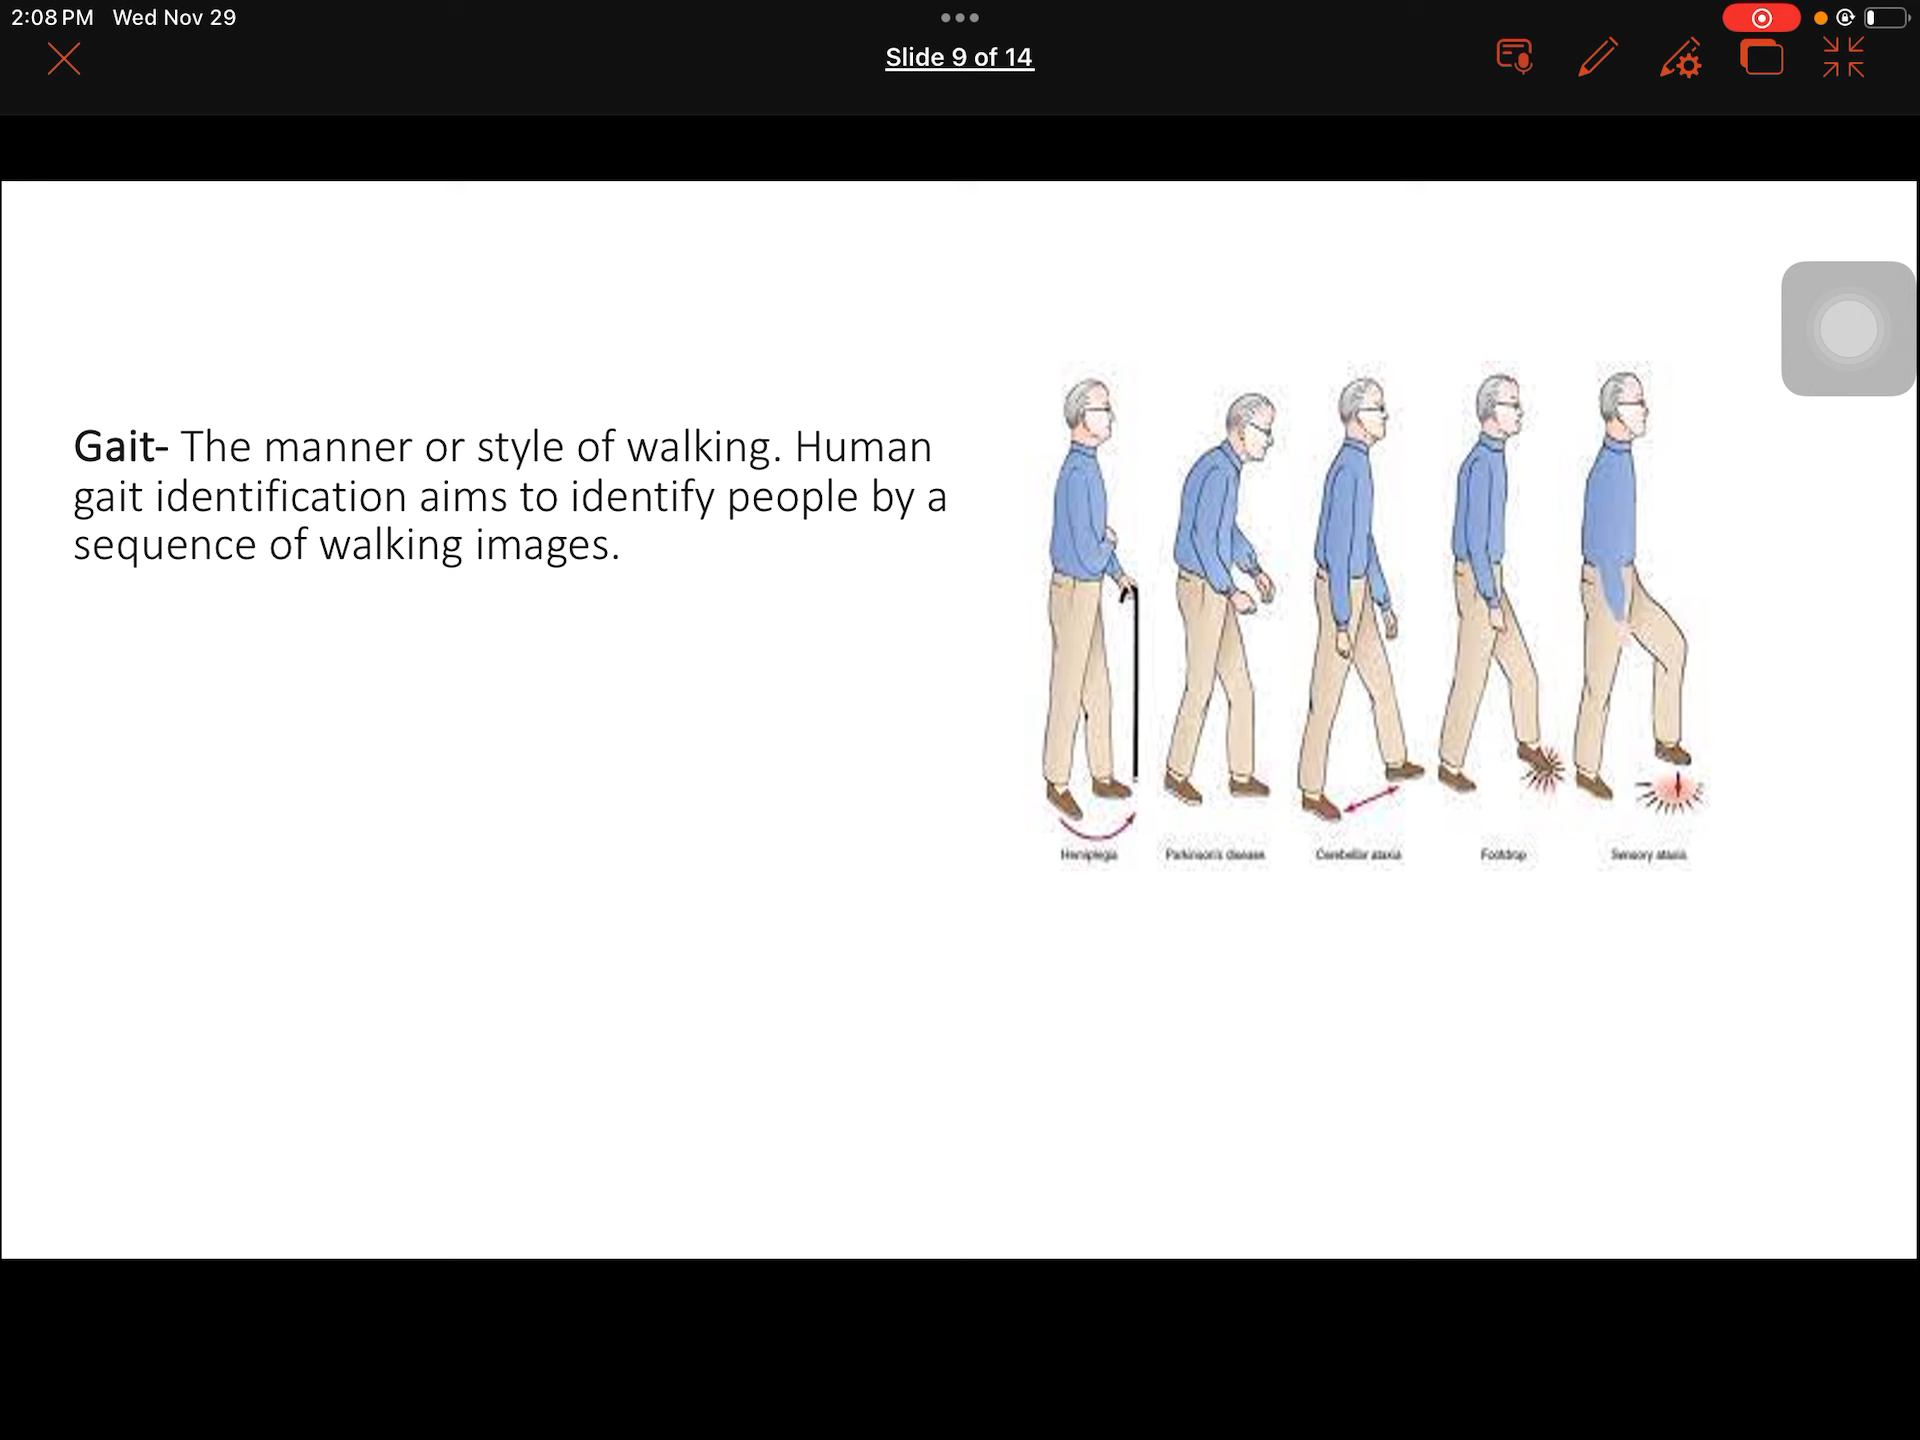 2:08 PM Wed Nov 29
Slide 9 of 14
Gait- The manner or style of walking. Human
gait identification aims to identify people by a
sequence of walking images.
Hemiplegia Parkinson's disease Cerebellar ataxia Footdrop Sensory ataxia